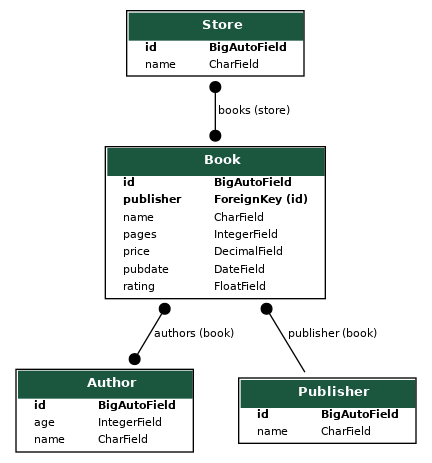 Store
id BigAutoField
name CharField
books (store)
Book
id BigAutoField
publisher ForeignKey (id)
name CharField
pages IntegerField
price DecimalField
pubdate DateField
rating FloatField
authors (book)
publisher (book)
Author
id BigAutoField
age IntegerField
name CharField
Publisher
id BigAutoField
name CharField